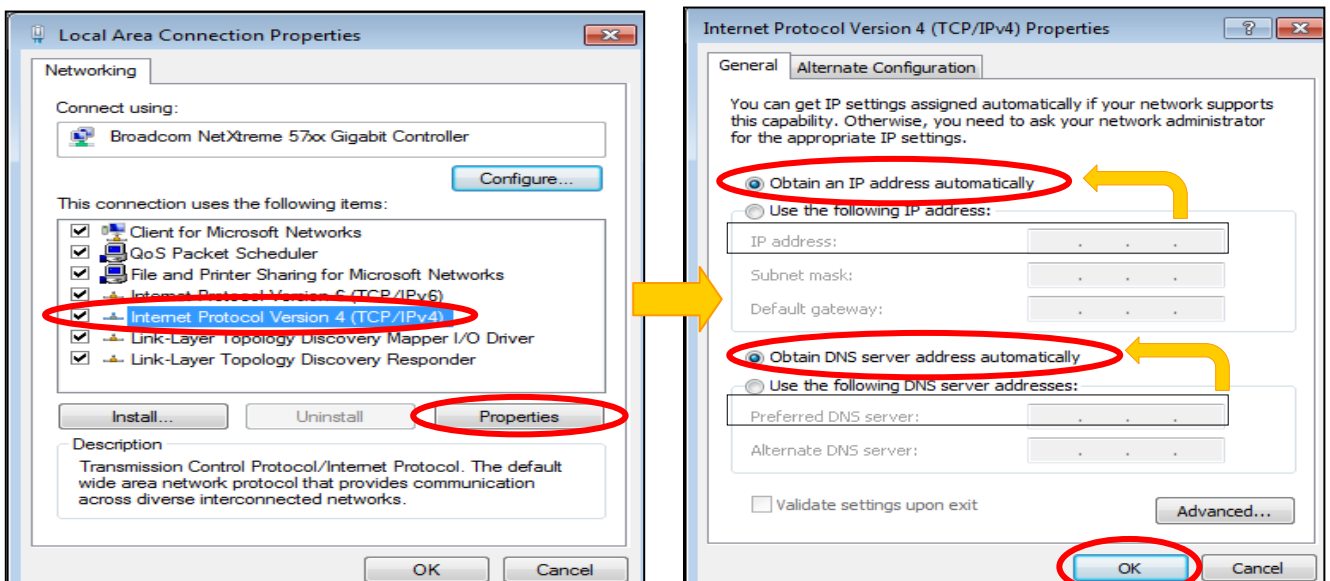 Local Area Connection Properties
Networking
Connect using:
Broadcom NetXtreme 57xx Gigabit Controller
Configure...
This connection uses the following items:
Client for Microsoft Networks
QoS Packet Scheduler
File and Printer Sharing for Microsoft Networks
Internet Protocol Version 6 (TCP/IPv6)
Internet Protocol Version 4 (TCP/IPv4)
Link-Layer Topology Discovery Mapper I/O Driver
Link-Layer Topology Discovery Responder
Install...
Uninstall
Properties
Description
Transmission Control Protocol/Internet Protocol. The default
wide area network protocol that provides communication
across diverse interconnected networks.
OK
Cancel
Internet Protocol Version 4 (TCP/IPv4) Properties
General
Alternate Configuration
You can get IP settings assigned automatically if your network supports
this capability. Otherwise, you need to ask your network administrator
for the appropriate IP settings.
Obtain an IP address automatically
Use the following IP address:
IP address:
Subnet mask:
Default gateway:
Obtain DNS server address automatically
Use the following DNS server addresses:
Preferred DNS server:
Alternate DNS server:
Validate settings upon exit
Advanced...
OK
Cancel